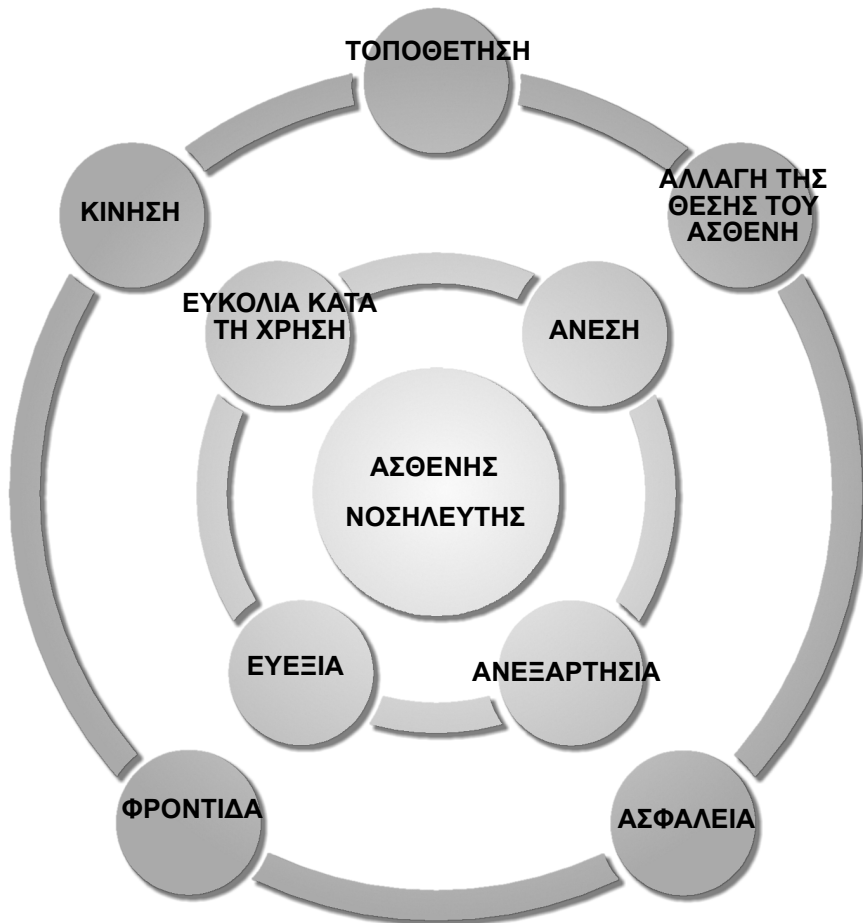 ΤΟΠΟΘΕΤΗΣΗ
ΚΙΝΗΣΗ
ΑΛΛΑΓΗ ΤΗΣ
ΘΕΣΗΣ ΤΟΥ
ΑΣΘΕΝΗ
ΕΥΚΟΛΙΑ ΚΑΤΑ
ΤΗ ΧΡΗΣΗ
ΑΝΕΣΗ
ΑΣΘΕΝΗΣ
ΝΟΣΗΛΕΥΤΗΣ
ΕΥΕΞΙΑ
ΑΝΕΞΑΡΤΗΣΙΑ
ΦΡΟΝΤΙΔΑ
ΑΣΦΑΛΕΙΑ